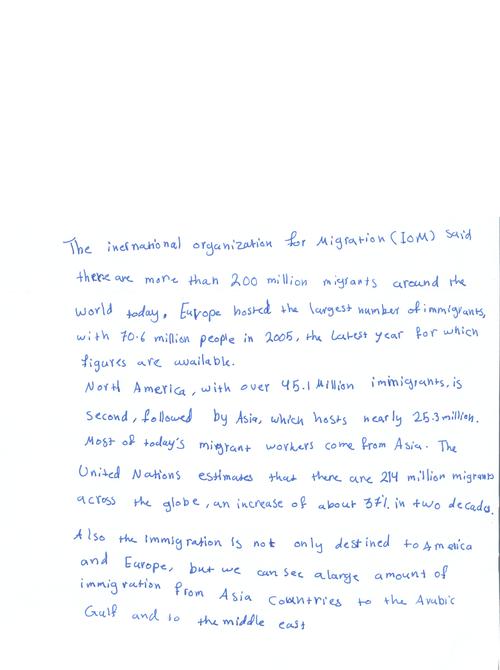 The inernational organization for Migration (IOM) said
there are more than 200 million migrants around the
world today. Europe hosted the largest number of immigrants,
with 70.6 million people in 2005, the latest year for which
figures are available.
North America, with over 45.1 Million immigrants, is
second, followed by Asia, which hosts nearly 25.3 million.
Most of today's migrant workers come from Asia. The
United Nations estimates that there are 214 million migrants
across the globe, an increase of about 37% in two decads.
Also the immigration is not only destined to America
and Europe, but we can see a large amount of
immigration from Asia Countries to the Arabic
Gulf and to the middle east